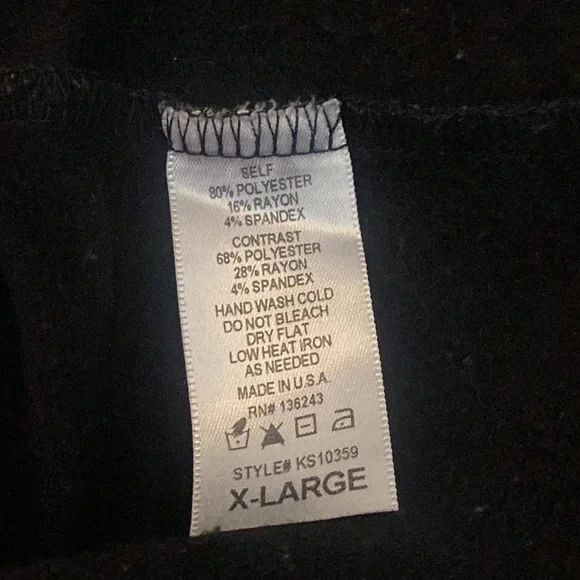 SELF
80% POLYESTER
16% RAYON
4% SPANDEX
CONTRAST
68% POLYESTER
28% RAYON
4% SPANDEX
HAND WASH COLD
DO NOT BLEACH
DRY FLAT
LOW HEAT IRON
AS NEEDED
MADE IN U.S.A.
RN# 136243
STYLE# KS10359
X-LARGE